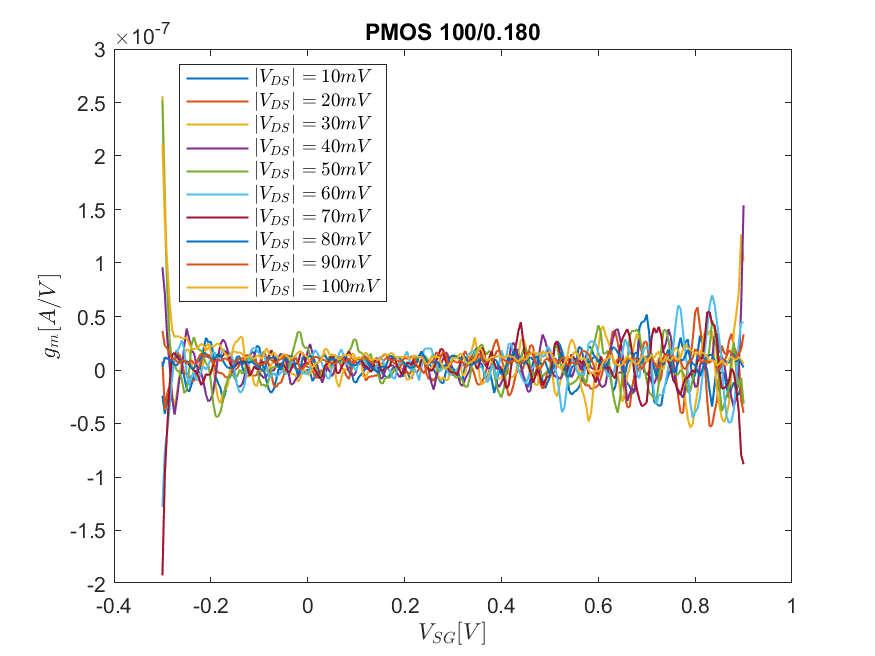 PMOS 100/0.180
×10-7
3
2.5
2
1.5
1
0.5
0
-0.5
-1
-1.5
-2
g_m[A/V]
|V_DS| = 10mV
|V_DS| = 20mV
|V_DS| = 30mV
|V_DS| = 40mV
|V_DS| = 50mV
|V_DS| = 60mV
|V_DS| = 70mV
|V_DS| = 80mV
|V_DS| = 90mV
|V_DS| = 100mV
-0.4 -0.2 0 0.2 0.4 0.6 0.8 1
V_SG[V]